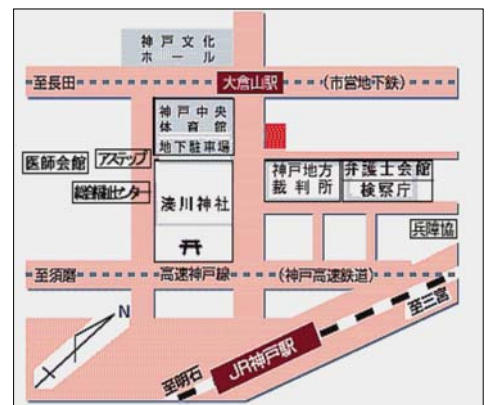 神戸文化
ホール
至長田
大倉山駅
(市営地下鉄)
神戸中央
体育館
地下駐車場
医師会館
アステップ
総合福祉センター
湊川神社
神戸地方
裁判所
弁護士会館
検察庁
兵障協
至須磨
高速神戸線
(神戸高速鉄道)
至三宮
N
JR神戸駅
至明石